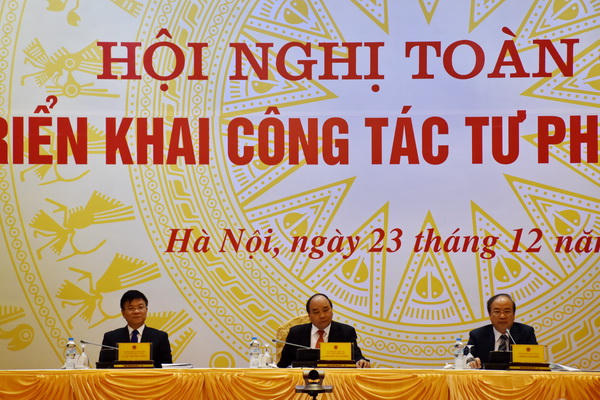 HỘI NGHỊ TOÀN
RIỂN KHAI CÔNG TÁC TƯ PH
Hà Nội, ngày 23 tháng 12 năm